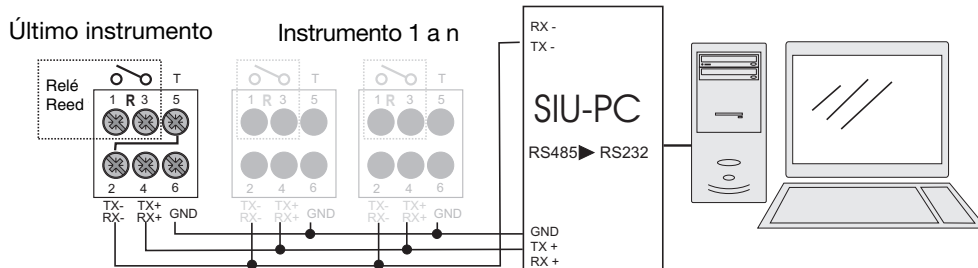 Último instrumento
Instrumento 1 a n
Relé
Reed
T
1 R 3 5
2 4 6
TX- TX+
RX- RX+ GND
T
1 R 3 5
2 4 6
TX- TX+
RX- RX+ GND
T
1 R 3 5
2 4 6
TX- TX+
RX- RX+ GND
RX -
TX -
SIU-PC
RS485▶ RS232
GND
TX +
RX +